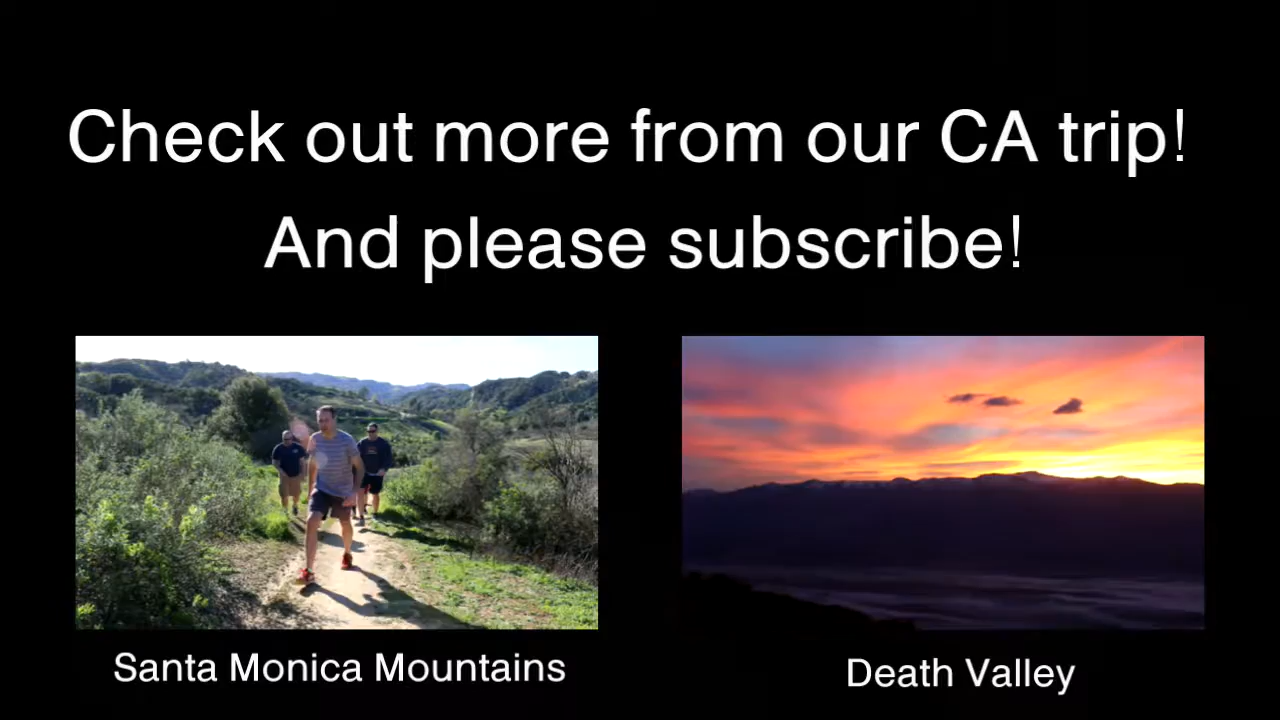 Check out more from our CA trip!
And please subscribe!
Santa Monica Mountains
Death Valley